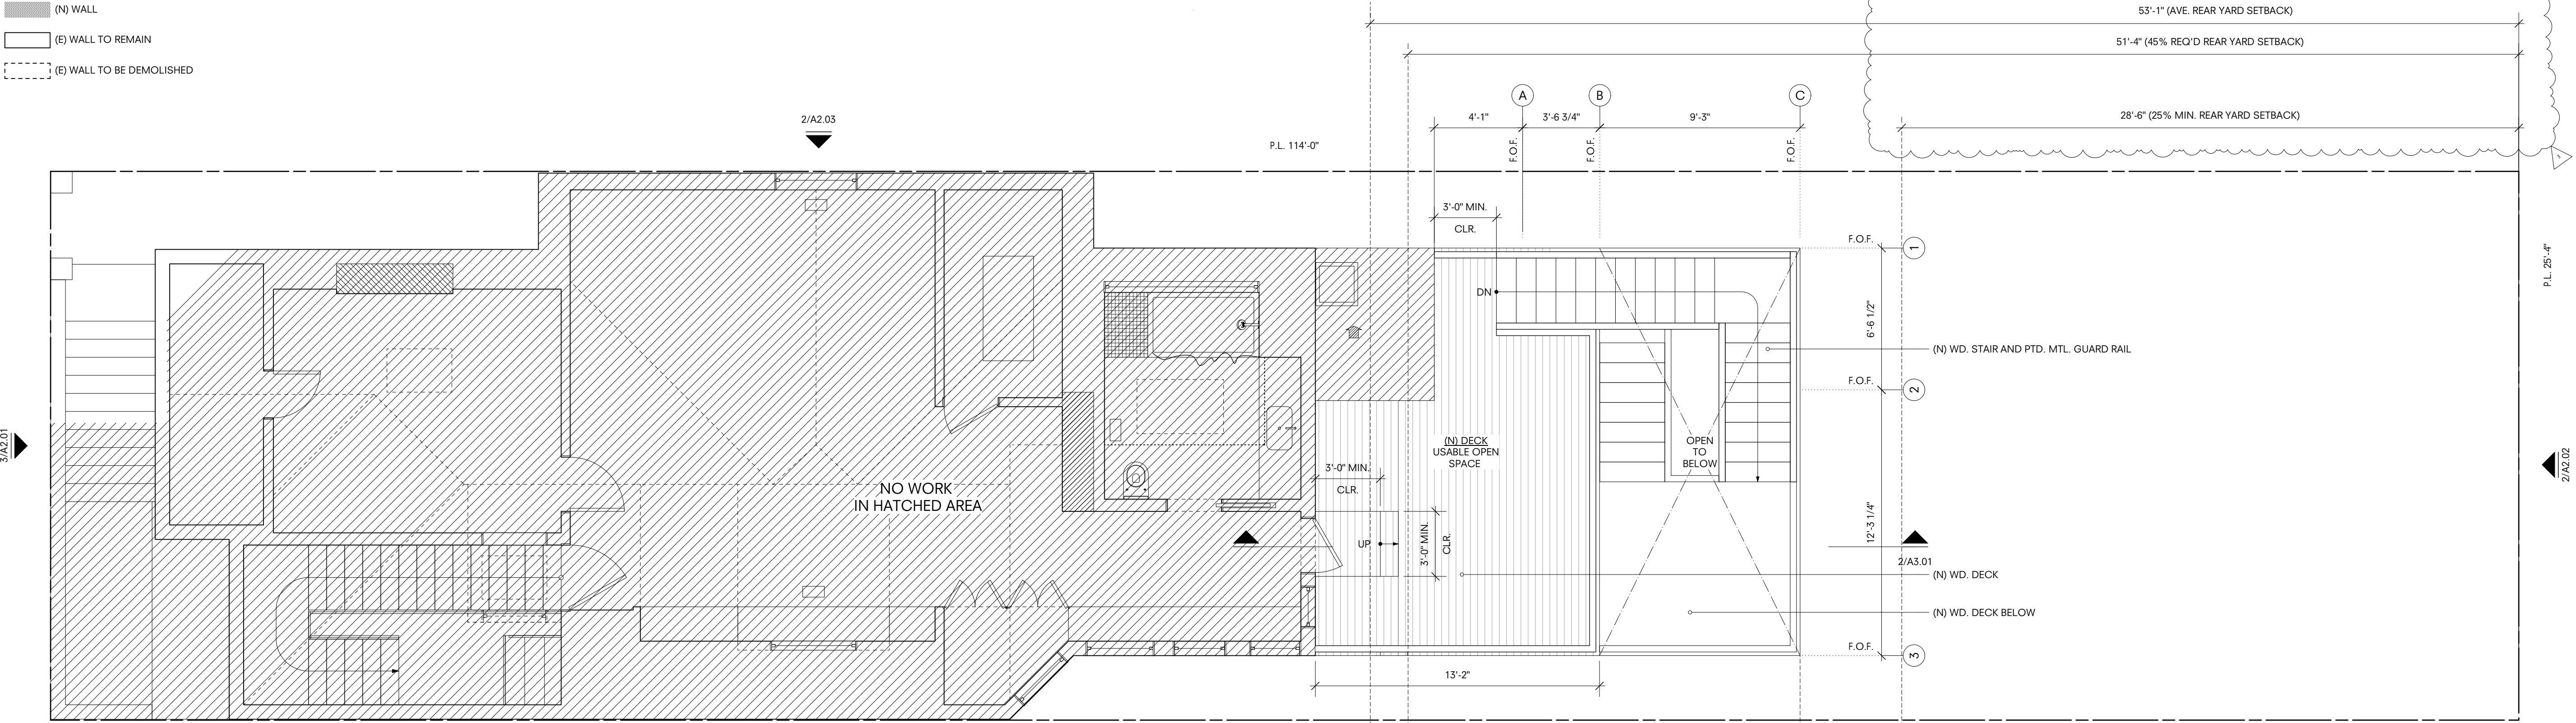 (N) WALL
(E) WALL TO REMAIN
(E) WALL TO BE DEMOLISHED
53'-1" (AVE. REAR YARD SETBACK)
51'-4" (45% REQ'D REAR YARD SETBACK)
28'-6" (25% MIN. REAR YARD SETBACK)
A
B
C
4'-1"
3'-6 3/4"
9'-3"
2/A2.03
P.L. 114'-0"
F.O.F.
F.O.F.
F.O.F.
3'-0" MIN.
CLR.
F.O.F.
1
P.L. 25'-4"
DN
6'-6 1/2"
(N) WD. STAIR AND PTD. MTL. GUARD RAIL
F.O.F.
2
3/A2.01
(N) DECK
USABLE OPEN
SPACE
OPEN
TO
BELOW
2/A2.02
3'-0" MIN.
CLR.
NO WORK
IN HATCHED AREA
UP
3'-0" MIN.
CLR.
12'-3 1/4"
2/A3.01
(N) WD. DECK
(N) WD. DECK BELOW
F.O.F.
3
13'-2"